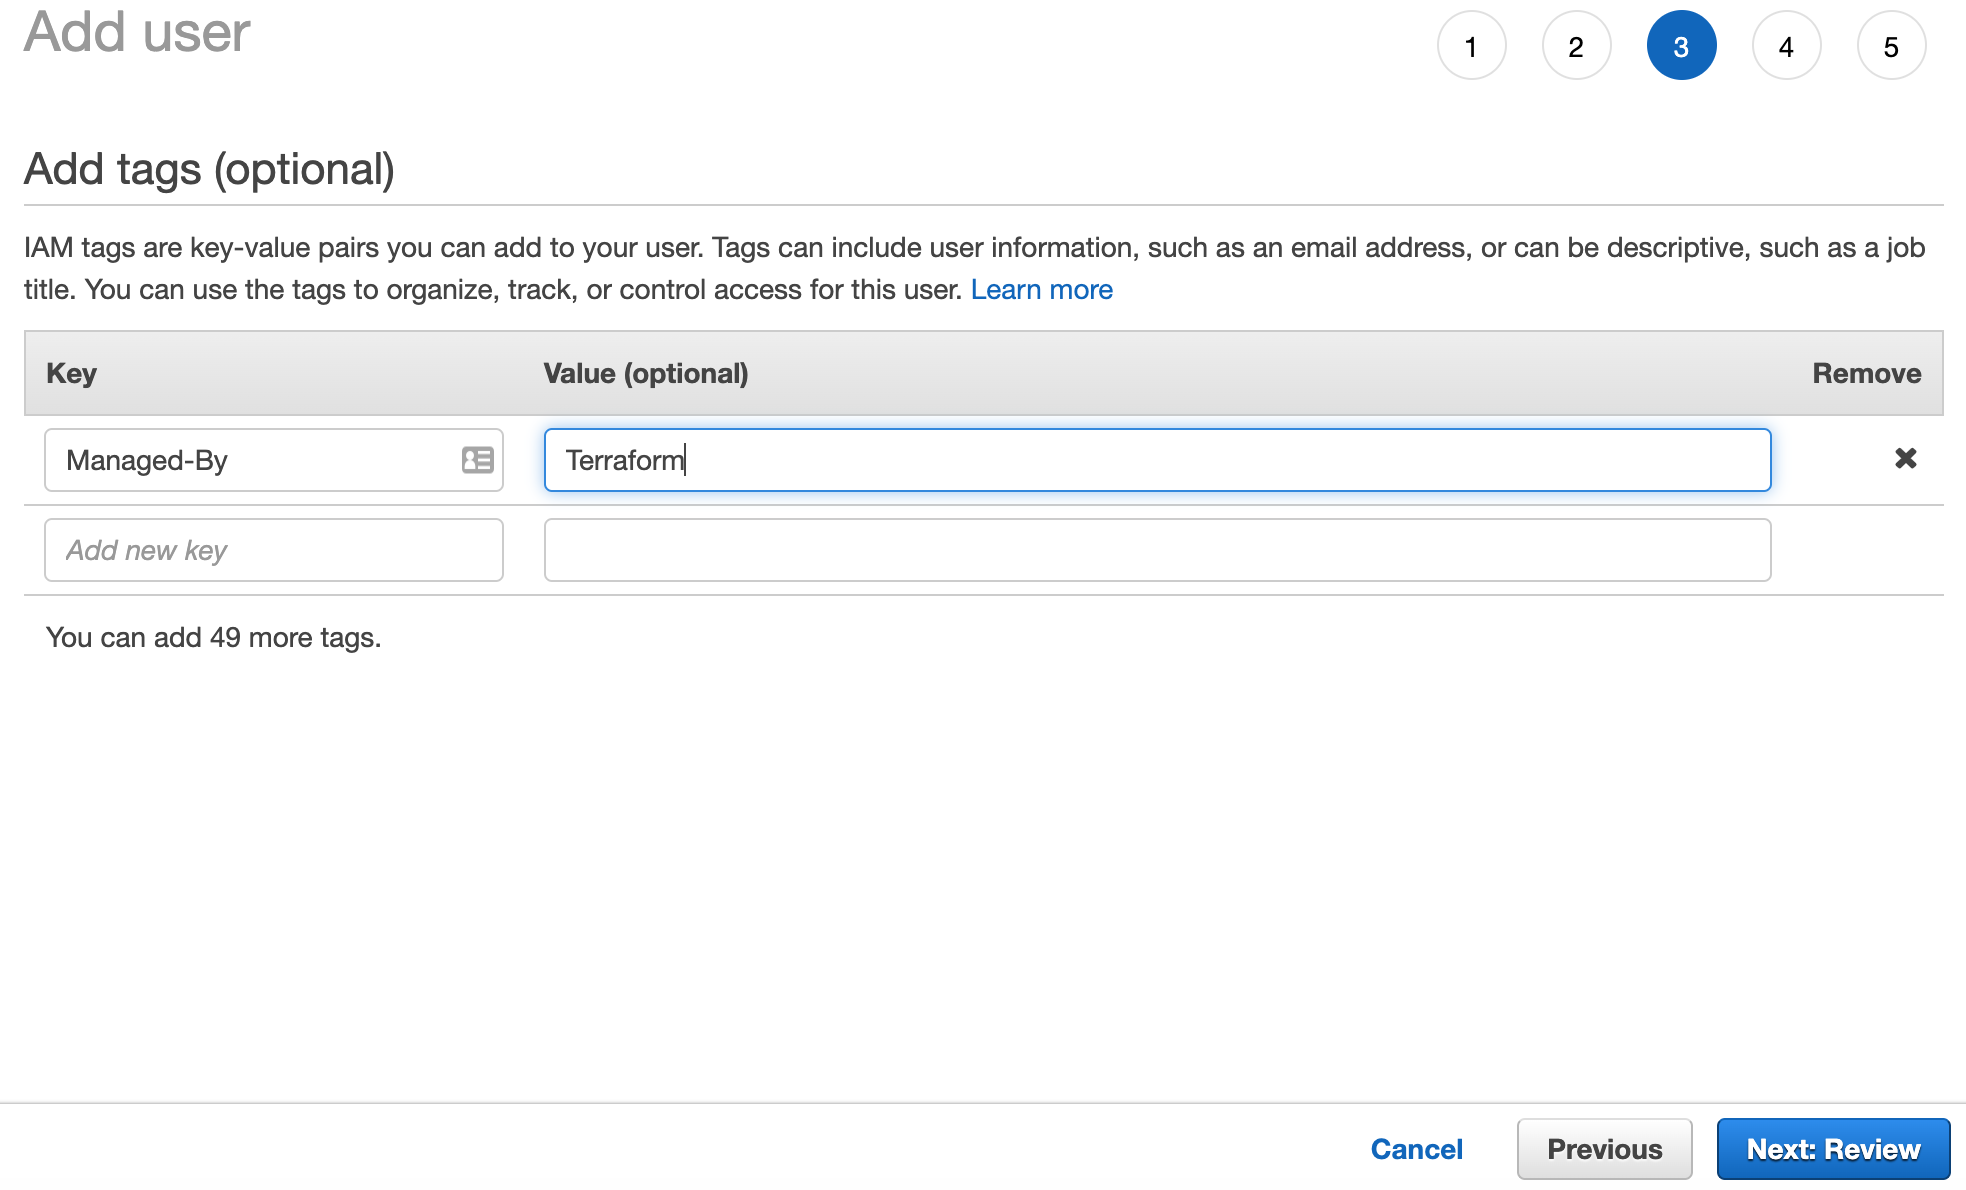 Add user
1 2 3 4 5
Add tags (optional)
IAM tags are key-value pairs you can add to your user. Tags can include user information, such as an email address, or can be descriptive, such as a job
title. You can use the tags to organize, track, or control access for this user. Learn more
Key Value (optional) Remove
Managed-By Terraform
Add new key
You can add 49 more tags.
Cancel Previous Next: Review